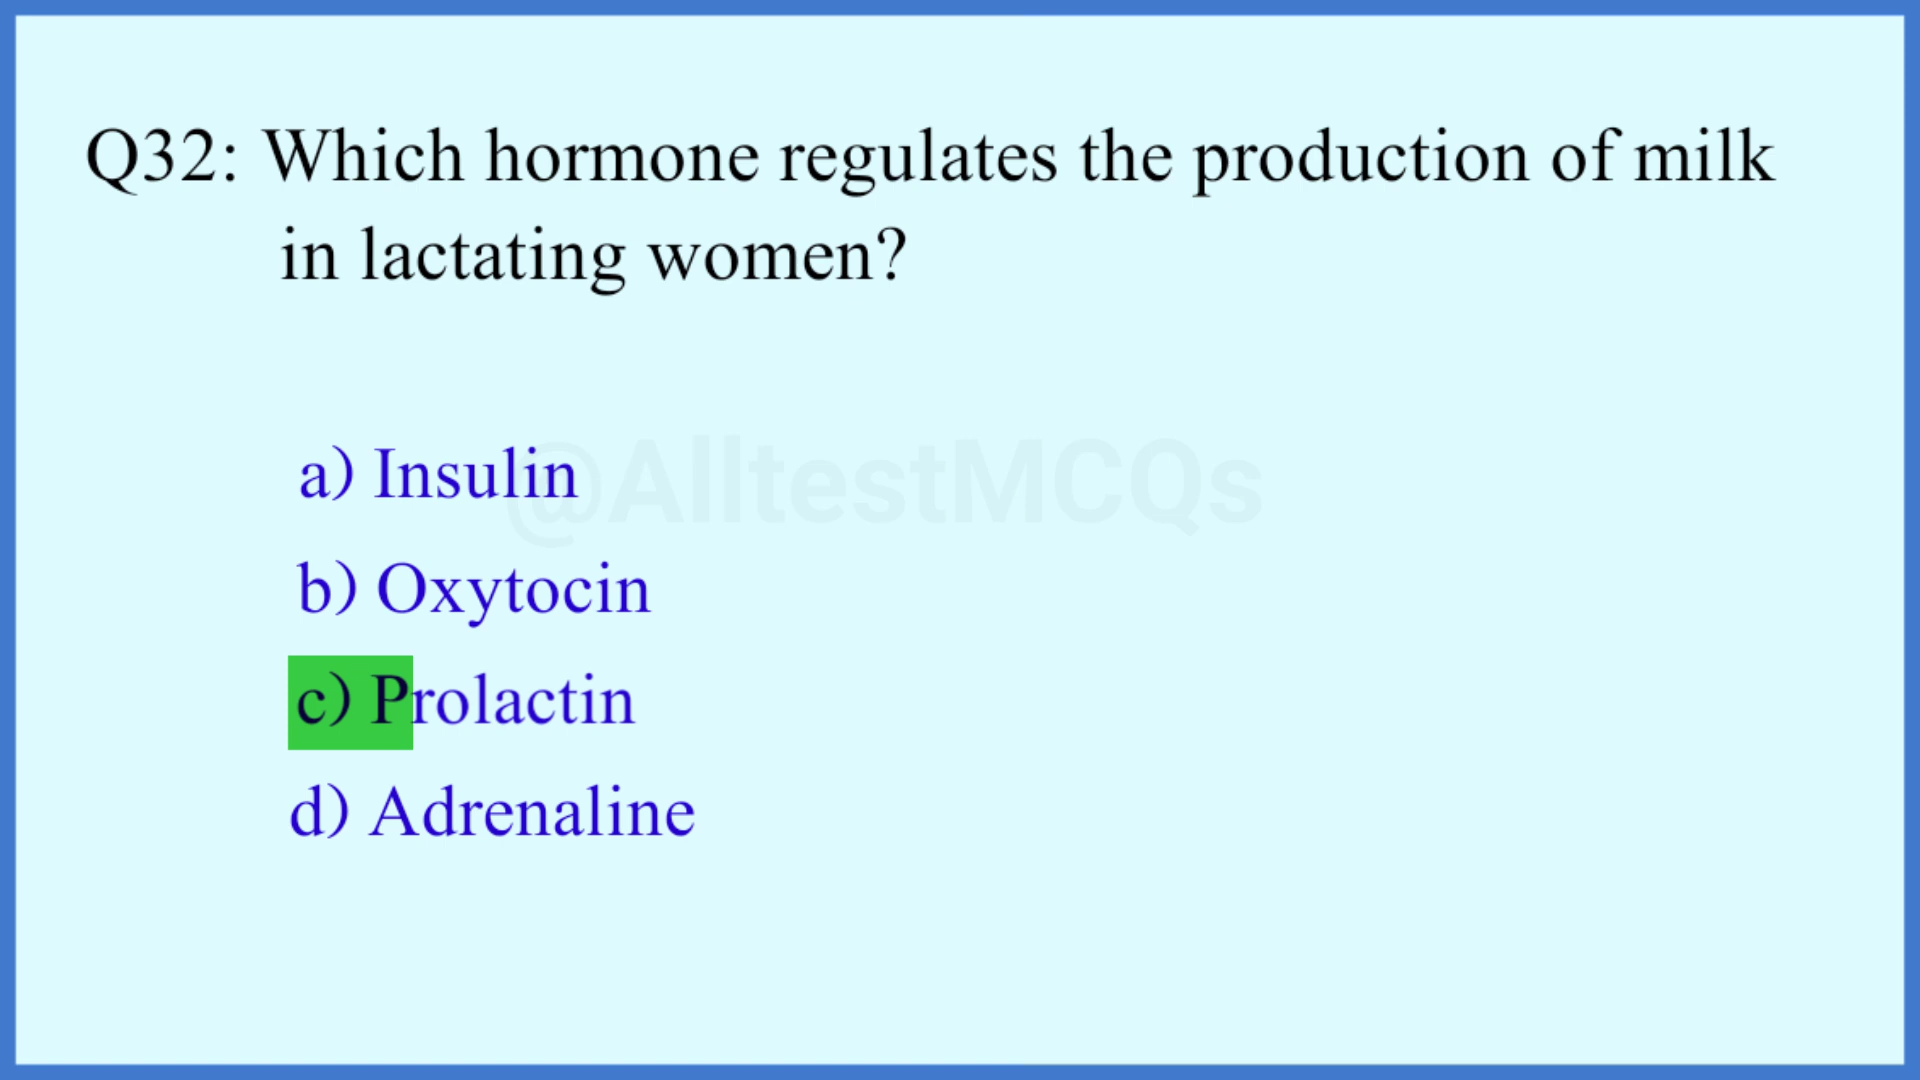 Q32: Which hormone regulates the production of milk
in lactating women?
@AlltestMCQs
a) Insulin
b) Oxytocin
c) Prolactin
d) Adrenaline